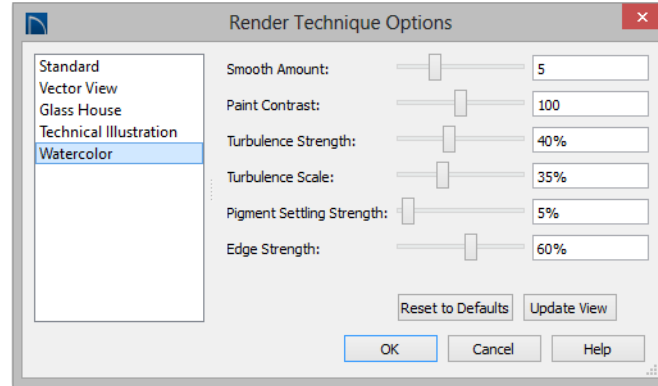 Render Technique Options
Standard
Vector View
Glass House
Technical Illustration
Watercolor
Smooth Amount: 5
Paint Contrast: 100
Turbulence Strength: 40%
Turbulence Scale: 35%
Pigment Settling Strength: 5%
Edge Strength: 60%
Reset to Defaults Update View
OK Cancel Help